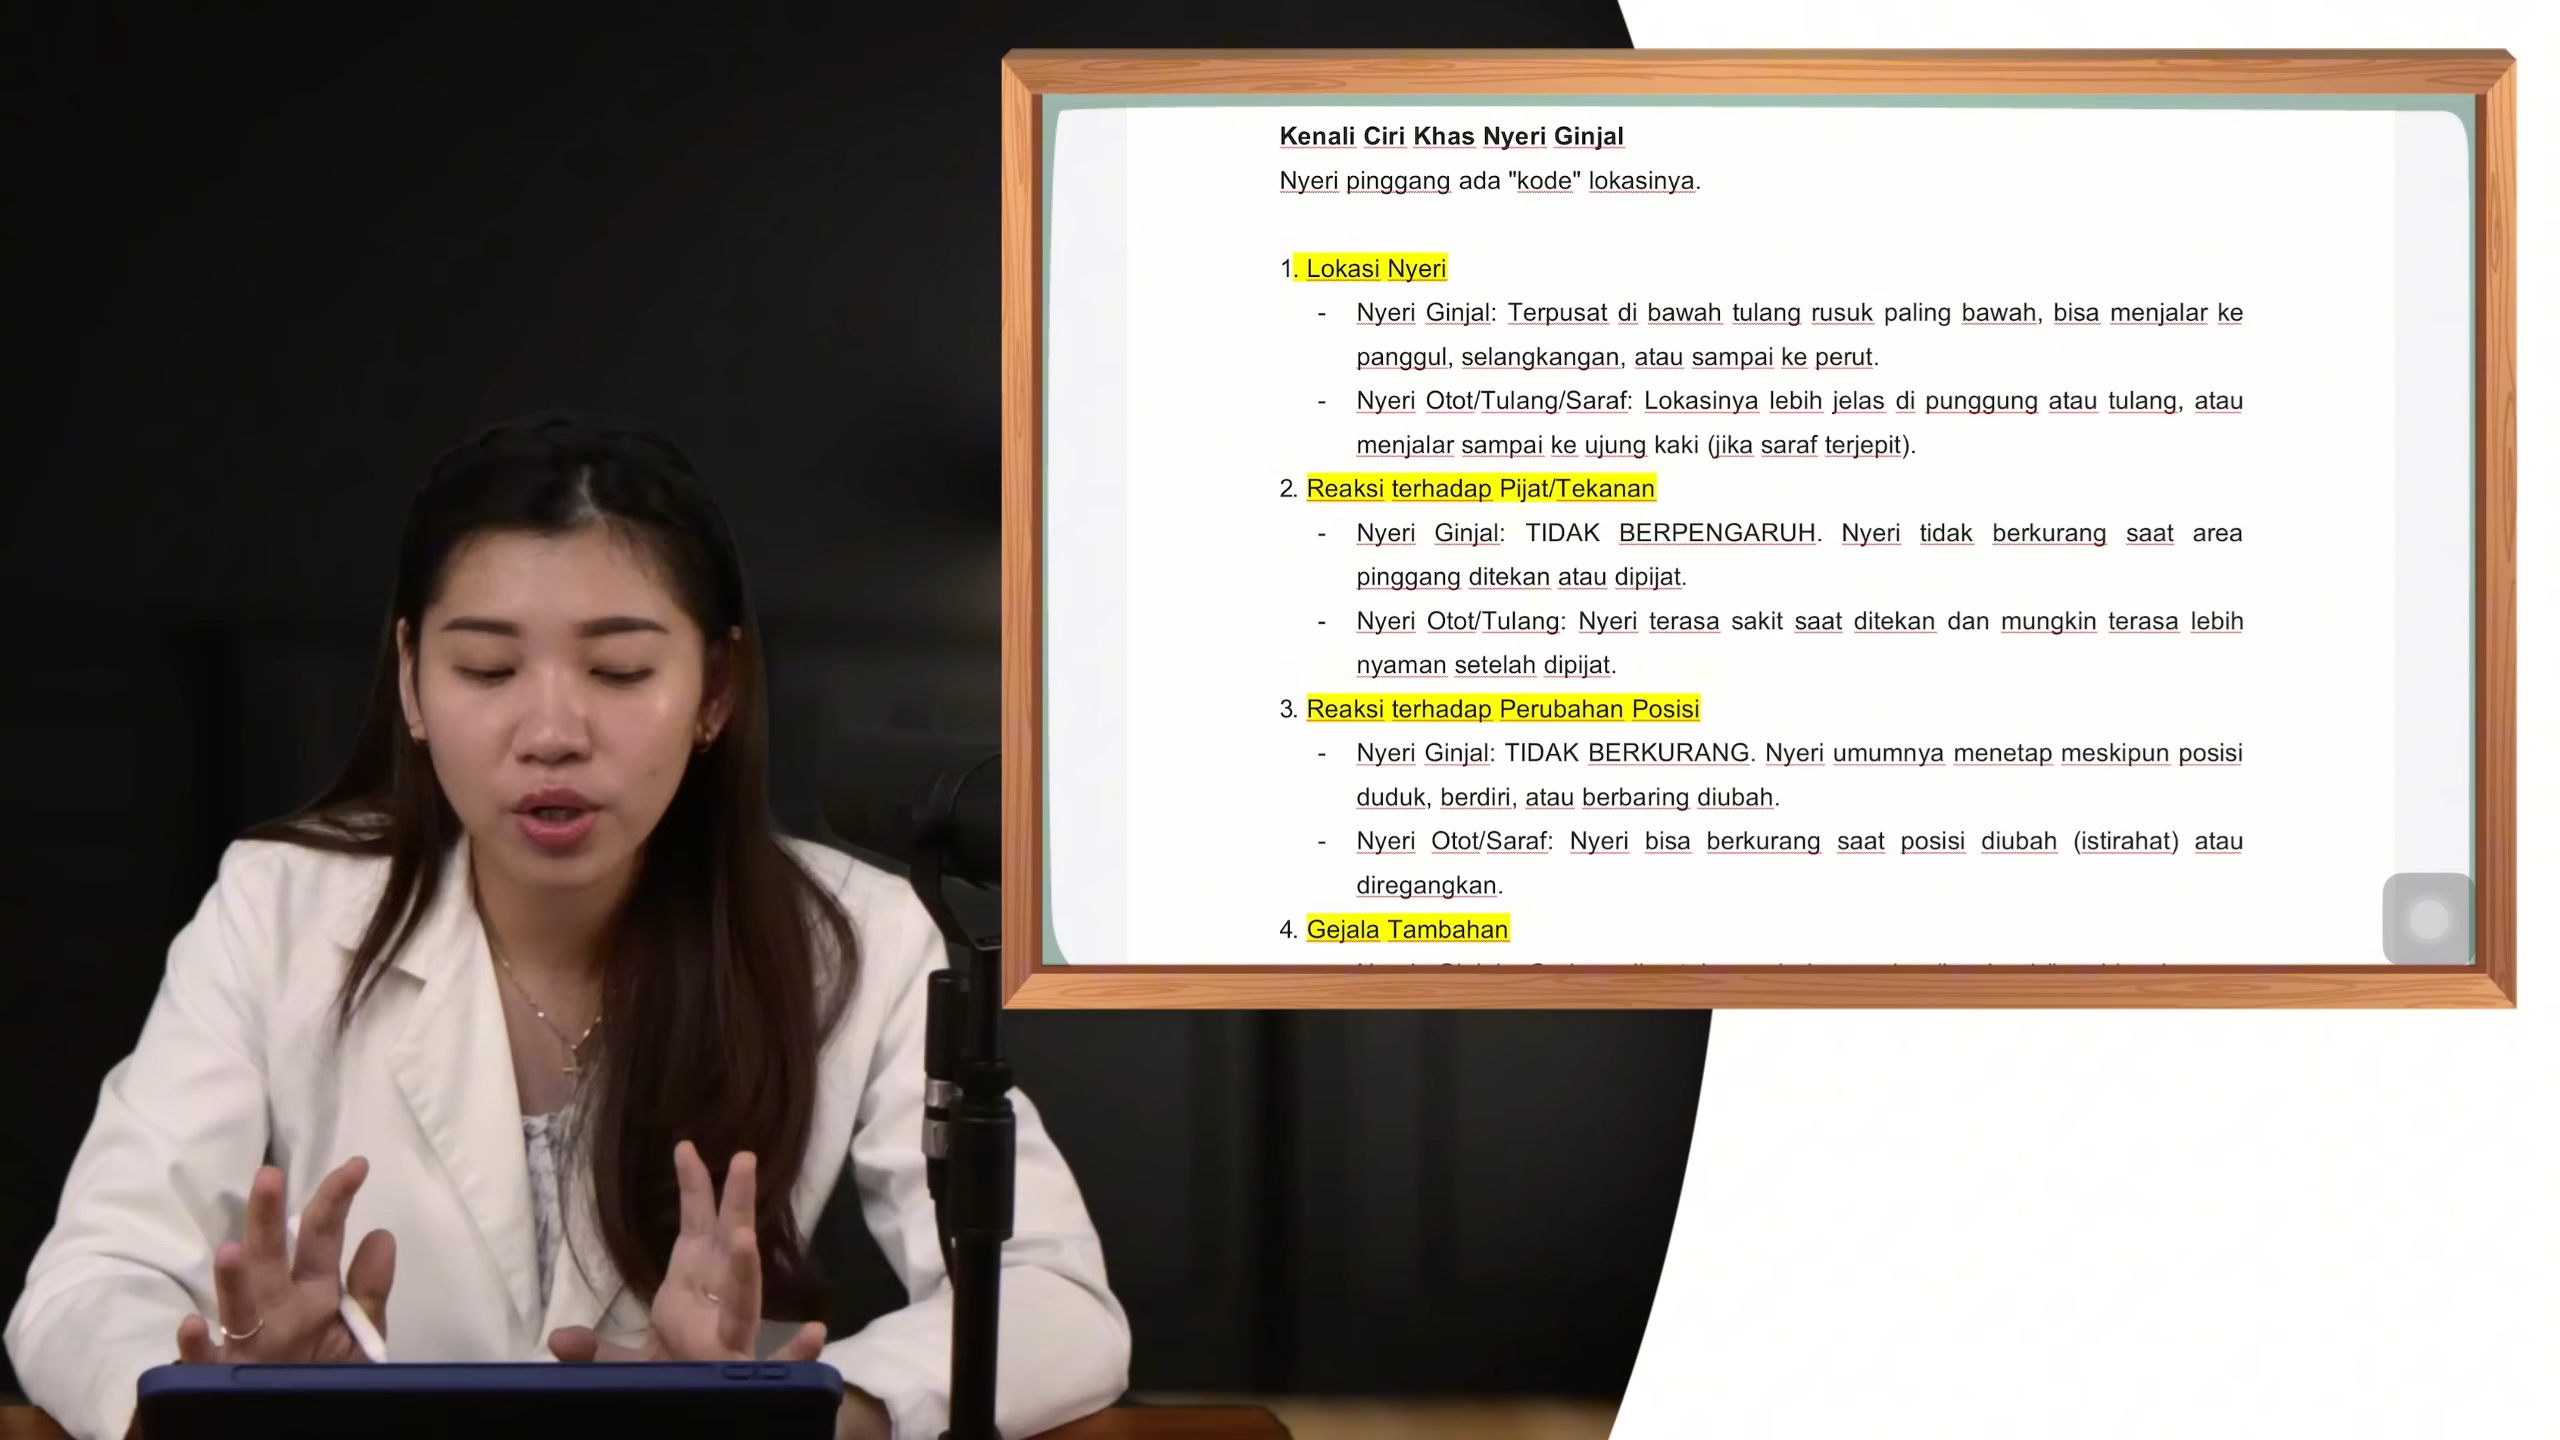 Kenali Ciri Khas Nyeri Ginjal
Nyeri pinggang ada "kode" lokasinya.
1. Lokasi Nyeri
- Nyeri Ginjal: Terpusat di bawah tulang rusuk paling bawah, bisa menjalar ke
panggul, selangkangan, atau sampai ke perut.
- Nyeri Otot/Tulang/Saraf: Lokasinya lebih jelas di punggung atau tulang, atau
menjalar sampai ke ujung kaki (jika saraf terjepit).
2. Reaksi terhadap Pijat/Tekanan
- Nyeri Ginjal: TIDAK BERPENGARUH. Nyeri tidak berkurang saat area
pinggang ditekan atau dipijat.
- Nyeri Otot/Tulang: Nyeri terasa sakit saat ditekan dan mungkin terasa lebih
nyaman setelah dipijat.
3. Reaksi terhadap Perubahan Posisi
- Nyeri Ginjal: TIDAK BERKURANG. Nyeri umumnya menetap meskipun posisi
duduk, berdiri, atau berbaring diubah.
- Nyeri Otot/Saraf: Nyeri bisa berkurang saat posisi diubah (istirahat) atau
diregangkan.
4. Gejala Tambahan